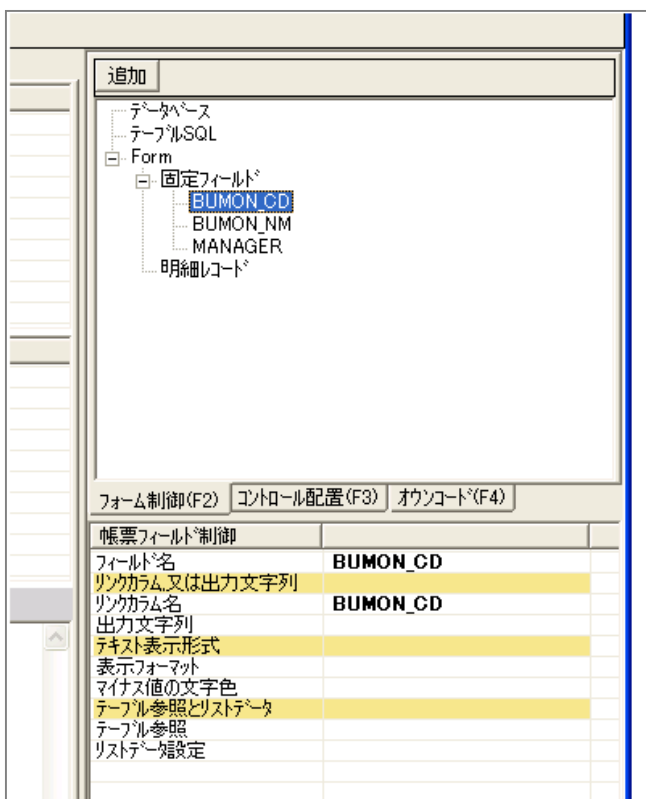 追加
ﾃﾞｰﾀﾍﾞｰｽ
ﾃｰﾌﾞﾙSQL
Form
固定ﾌｨｰﾙﾄﾞ
BUMON_CD
BUMON_NM
MANAGER
明細ﾚｺｰﾄﾞ
ﾌｫｰﾑ制御(F2) ｺﾝﾄﾛｰﾙ配置(F3) ｵｳﾝｺｰﾄﾞ(F4)
帳票ﾌｨｰﾙﾄﾞ制御
ﾌｨｰﾙﾄﾞ名 BUMON_CD
ﾘﾝｸｶﾗﾑ,又は出力文字列
ﾘﾝｸｶﾗﾑ名 BUMON_CD
出力文字列
ﾃｷｽﾄ表示形式
表示ﾌｫｰﾏｯﾄ
ﾏｲﾅｽ値の文字色
ﾃｰﾌﾞﾙ参照とﾘｽﾄﾃﾞｰﾀ
ﾃｰﾌﾞﾙ参照
ﾘｽﾄﾃﾞｰﾀ設定